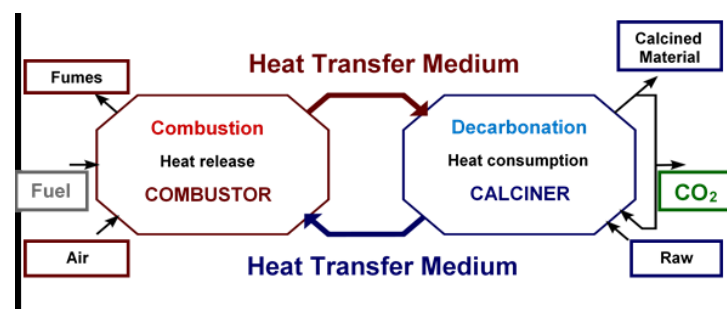 Heat Transfer Medium
Calcined
Material
Fumes
Combustion
Heat release
COMBUSTOR
Decarbonation
Heat consumption
CALCINER
Fuel
CO₂
Air
Heat Transfer Medium
Raw